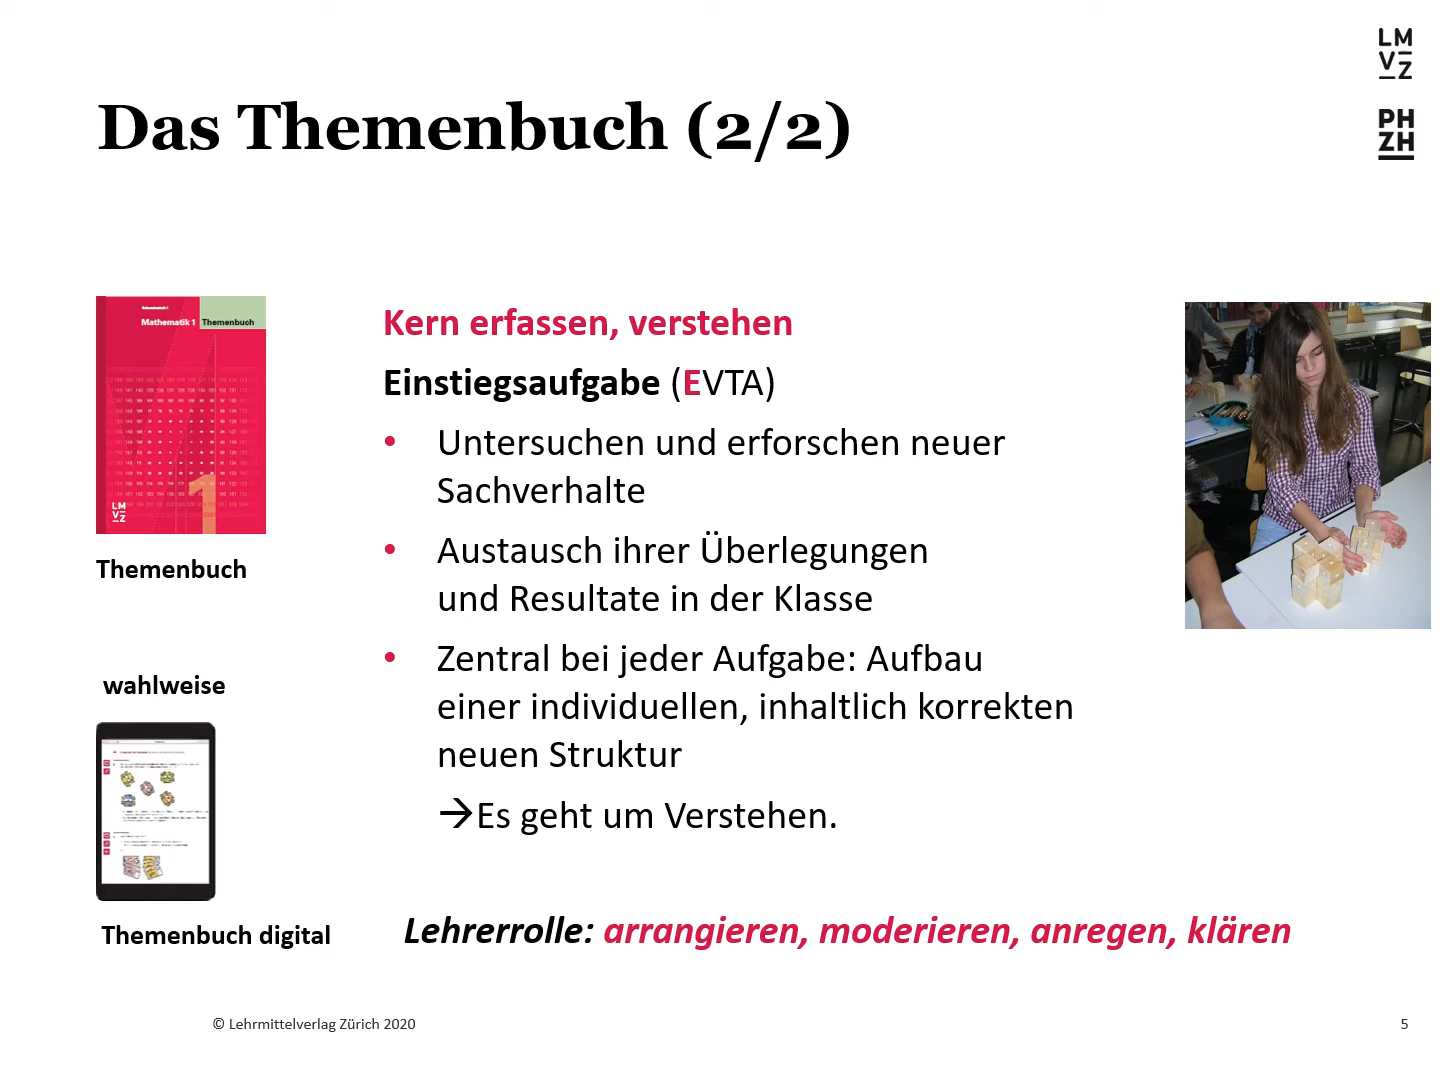 LM
VZ
PH
ZH
Das Themenbuch (2/2)
Mathematik 1 Themenbuch
LM
VZ
Themenbuch
wahlweise
Themenbuch digital
Kern erfassen, verstehen
Einstiegsaufgabe (EVTA)
• Untersuchen und erforschen neuer
Sachverhalte
• Austausch ihrer Überlegungen
und Resultate in der Klasse
• Zentral bei jeder Aufgabe: Aufbau
einer individuellen, inhaltlich korrekten
neuen Struktur
→Es geht um Verstehen.
Lehrerrolle: arrangieren, moderieren, anregen, klären
© Lehrmittelverlag Zürich 2020
5